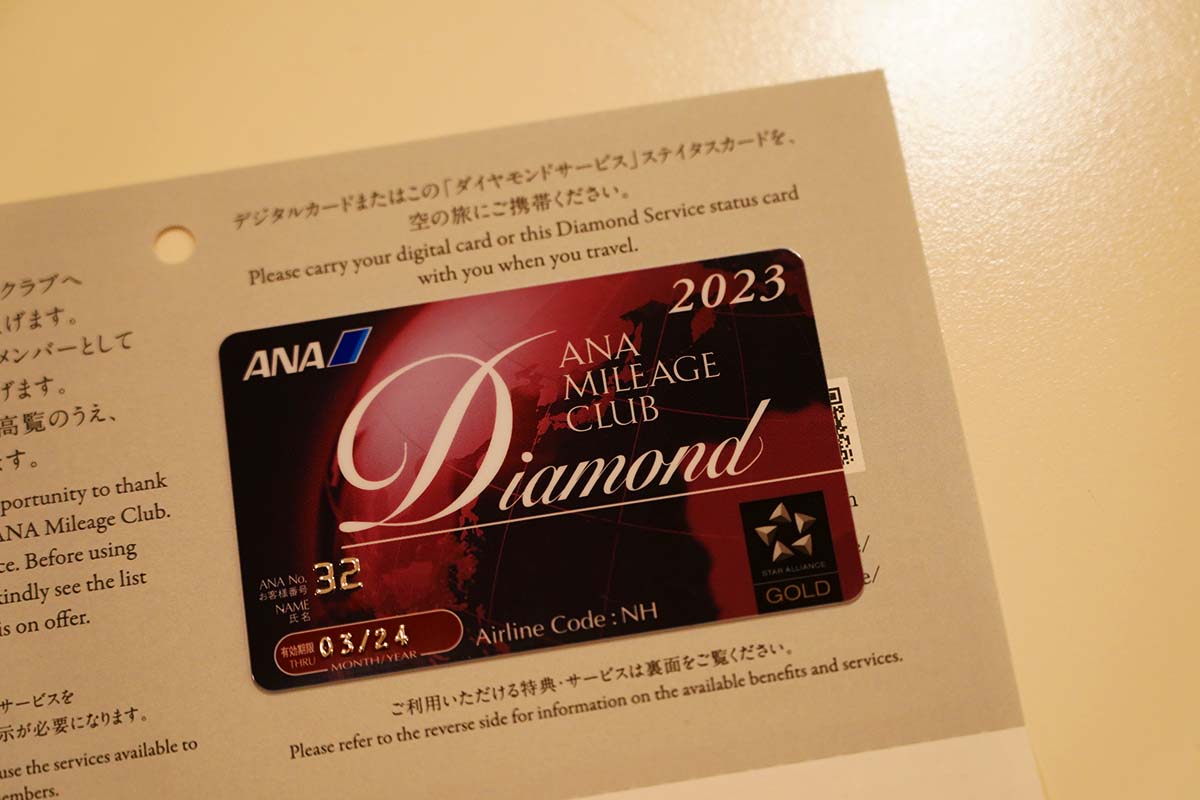 クラブへ
げます。
メンバーとして
げます。
高覧のうえ、
ます。
portunity to thank
ANA Mileage Club.
ce. Before using
kindly see the list
is on offer.
サービスを
示が必要になります。
use the services available to
embers.
デジタルカードまたはこの「ダイヤモンドサービス」ステイタスカードを、
空の旅にご携帯ください。
Please carry your digital card or this Diamond Service status card
with you when you travel.
2023
ANA
ANA
MILEAGE
CLUB
Diamond
STAR ALLIANCE
GOLD
ANA No.
お客様番号
32
NAME
氏名
有効期限
THRU
03/24
MONTH/YEAR
Airline Code : NH
ご利用いただける特典・サービスは裏面をご覧ください。
Please refer to the reverse side for information on the available benefits and services.